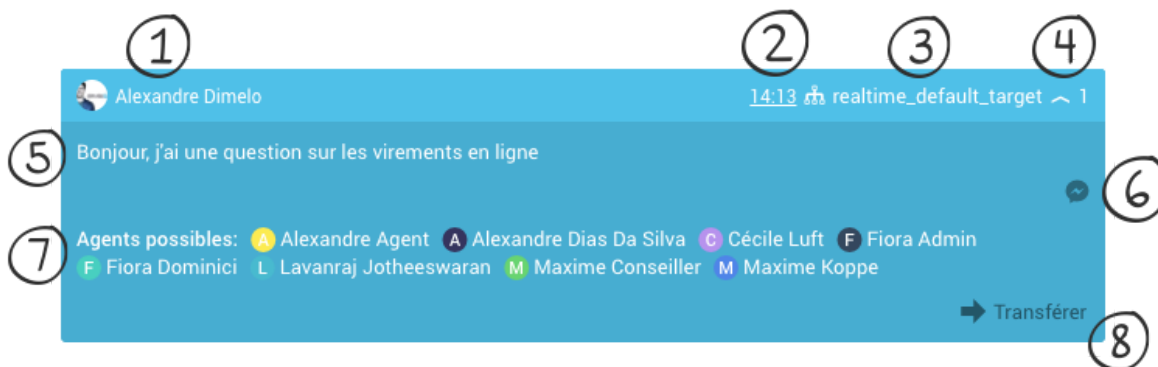 1 2 3 4
Alexandre Dimelo 14:13 realtime_default_target 1
5 Bonjour, j'ai une question sur les virements en ligne
6
7 Agents possibles: A Alexandre Agent A Alexandre Dias Da Silva C Cécile Luft F Fiora Admin
F Fiora Dominici L Lavanraj Jotheeswaran M Maxime Conseiller M Maxime Koppe
Transférer
8